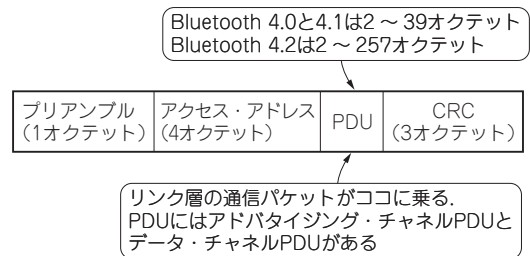 Bluetooth 4.0と4.1は2 ～ 39オクテット
Bluetooth 4.2は2 ～ 257オクテット
プリアンブル
（1オクテット）
アクセス・アドレス
（4オクテット）
PDU
CRC
（3オクテット）
リンク層の通信パケットがココに乗る．
PDUにはアドバタイジング・チャネルPDUと
データ・チャネルPDUがある